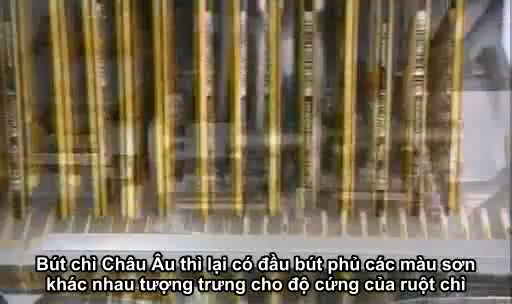 Bút chì Châu Âu thì lại có đầu bút phủ các màu sơn
khác nhau tượng trưng cho độ cứng của ruột chì